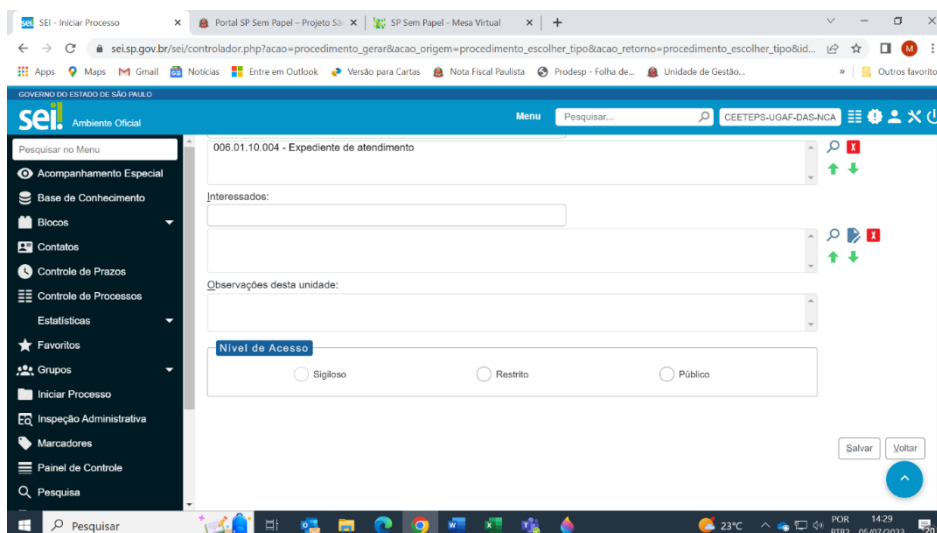 SEI - Iniciar Processo
Portal SP Sem Papel – Projeto Sã
SP Sem Papel - Mesa Virtual
sei.sp.gov.br/sei/controlador.php?acao=procedimento_gerar&acao_origem=procedimento_escolher_tipo&acao_retorno=procedimento_escolher_tipo&id...
M
Apps Maps Gmail Notícias Entre em Outlook Versão para Cartas Nota Fiscal Paulista Prodesp - Folha de... Unidade de Gestão... » Outros favorito
GOVERNO DO ESTADO DE SÃO PAULO
sei! Ambiente Oficial Menu Pesquisar... CEETEPS-UGAF-DAS-NCA
Pesquisar no Menu
006.01.10.004 - Expediente de atendimento
Acompanhamento Especial
Base de Conhecimento
Interessados:
Blocos
Contatos
Controle de Prazos
Observações desta unidade:
Controle de Processos
Estatísticas
Favoritos
Nível de Acesso
Grupos
Sigiloso Restrito Público
Iniciar Processo
Inspeção Administrativa
Marcadores
Salvar Voltar
Painel de Controle
Pesquisa
Pesquisar
23°C
POR 14:29
PTB2 05/07/2023